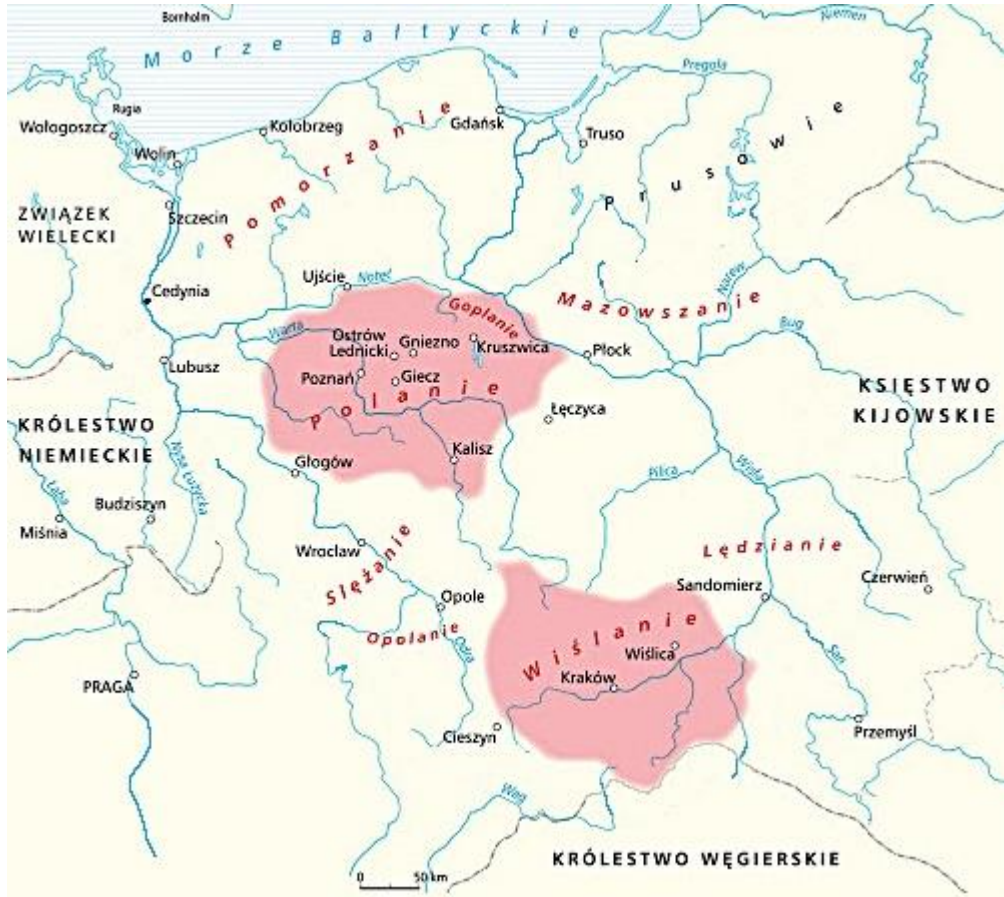 Bornholm
Morze Bałtyckie
Niemen
Pregoła
Rugia
Wołogoszcz
Kołobrzeg
Gdańsk
Truso
Wolin
Pomorzanie
Prusowie
ZWIĄZEK
WIELECKI
Szczecin
Cedynia
Ujście
Noteć
Goplanie
Mazowszanie
Narew
Bug
Warta
Ostrów
Lednicki
Gniezno
Kruszwica
Płock
Lubusz
Poznań
Giecz
Polanie
Łęczyca
KSIĘSTWO
KIJOWSKIE
KRÓLESTWO
NIEMIECKIE
Kalisz
Głogów
Pilica
Wisła
Nysa Łużycka
Łaba
Budziszyn
Miśnia
Wrocław
Ślężanie
Lędzianie
Sandomierz
Czerwień
Opole
Opolanie
Odra
Wiślanie
Wiślica
San
Kraków
PRAGA
Cieszyn
Przemyśl
Wag
KRÓLESTWO WĘGIERSKIE
0 50 km